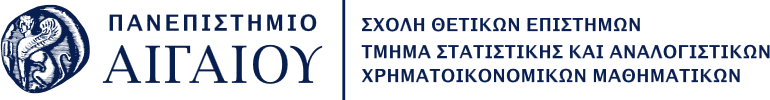 ΠΑΝΕΠΙΣΤΗΜΙΟ
ΑΙΓΑΙΟΥ
ΣΧΟΛΗ ΘΕΤΙΚΩΝ ΕΠΙΣΤΗΜΩΝ
ΤΜΗΜΑ ΣΤΑΤΙΣΤΙΚΗΣ ΚΑΙ ΑΝΑΛΟΓΙΣΤΙΚΩΝ
ΧΡΗΜΑΤΟΙΚΟΝΟΜΙΚΩΝ ΜΑΘΗΜΑΤΙΚΩΝ